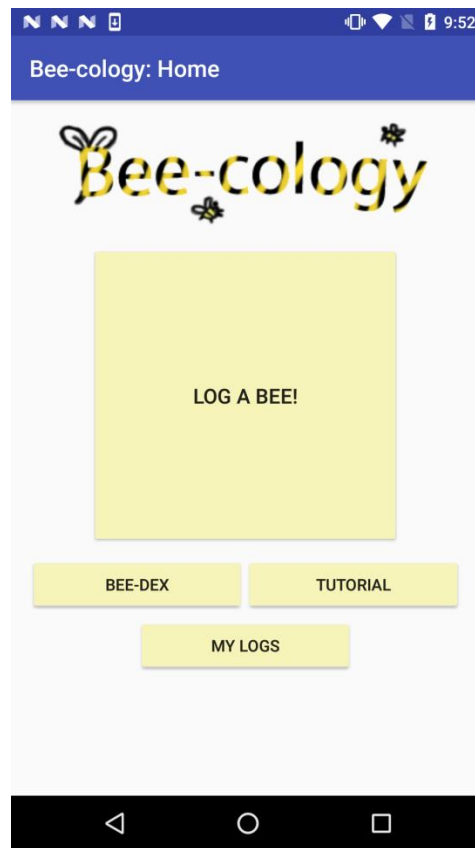 9:52
Bee-cology: Home
Bee-cology
LOG A BEE!
BEE-DEX TUTORIAL
MY LOGS